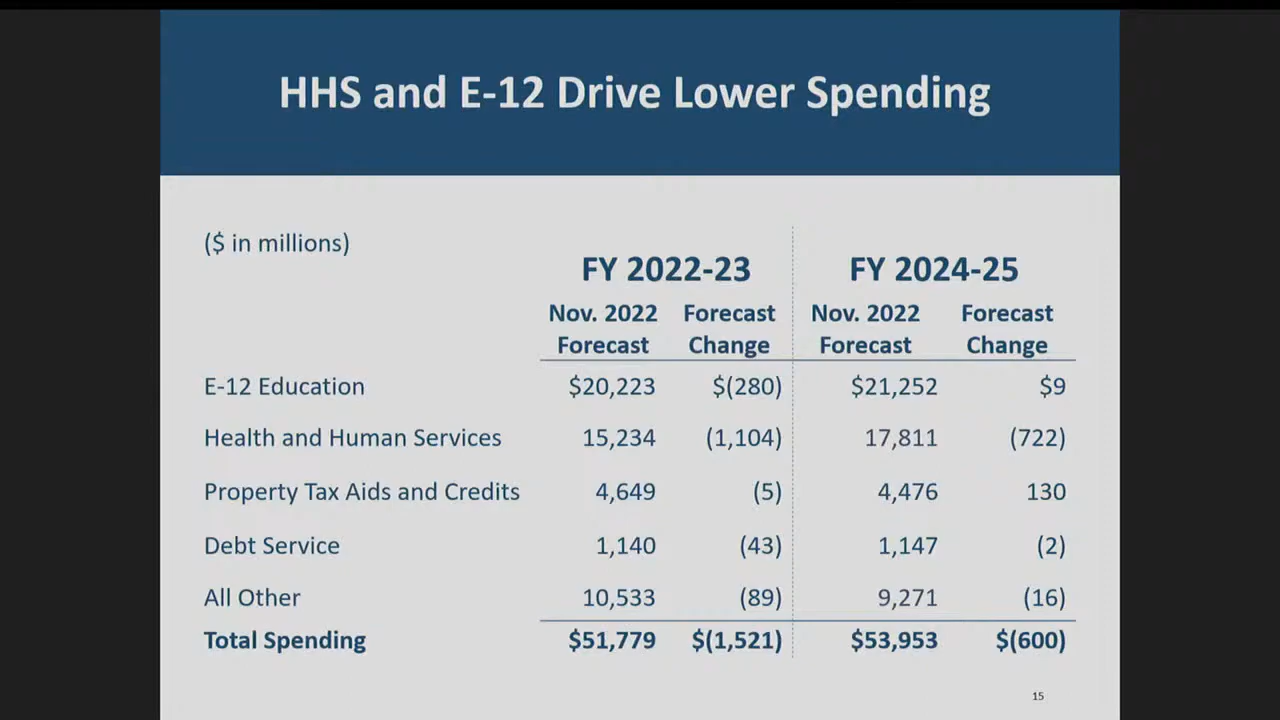 HHS and E-12 Drive Lower Spending
($ in millions)
FY 2022-23 FY 2024-25
Nov. 2022 Forecast Nov. 2022 Forecast
Forecast Change Forecast Change
E-12 Education $20,223 $(280) $21,252 $9
Health and Human Services 15,234 (1,104) 17,811 (722)
Property Tax Aids and Credits 4,649 (5) 4,476 130
Debt Service 1,140 (43) 1,147 (2)
All Other 10,533 (89) 9,271 (16)
Total Spending $51,779 $(1,521) $53,953 $(600)
15